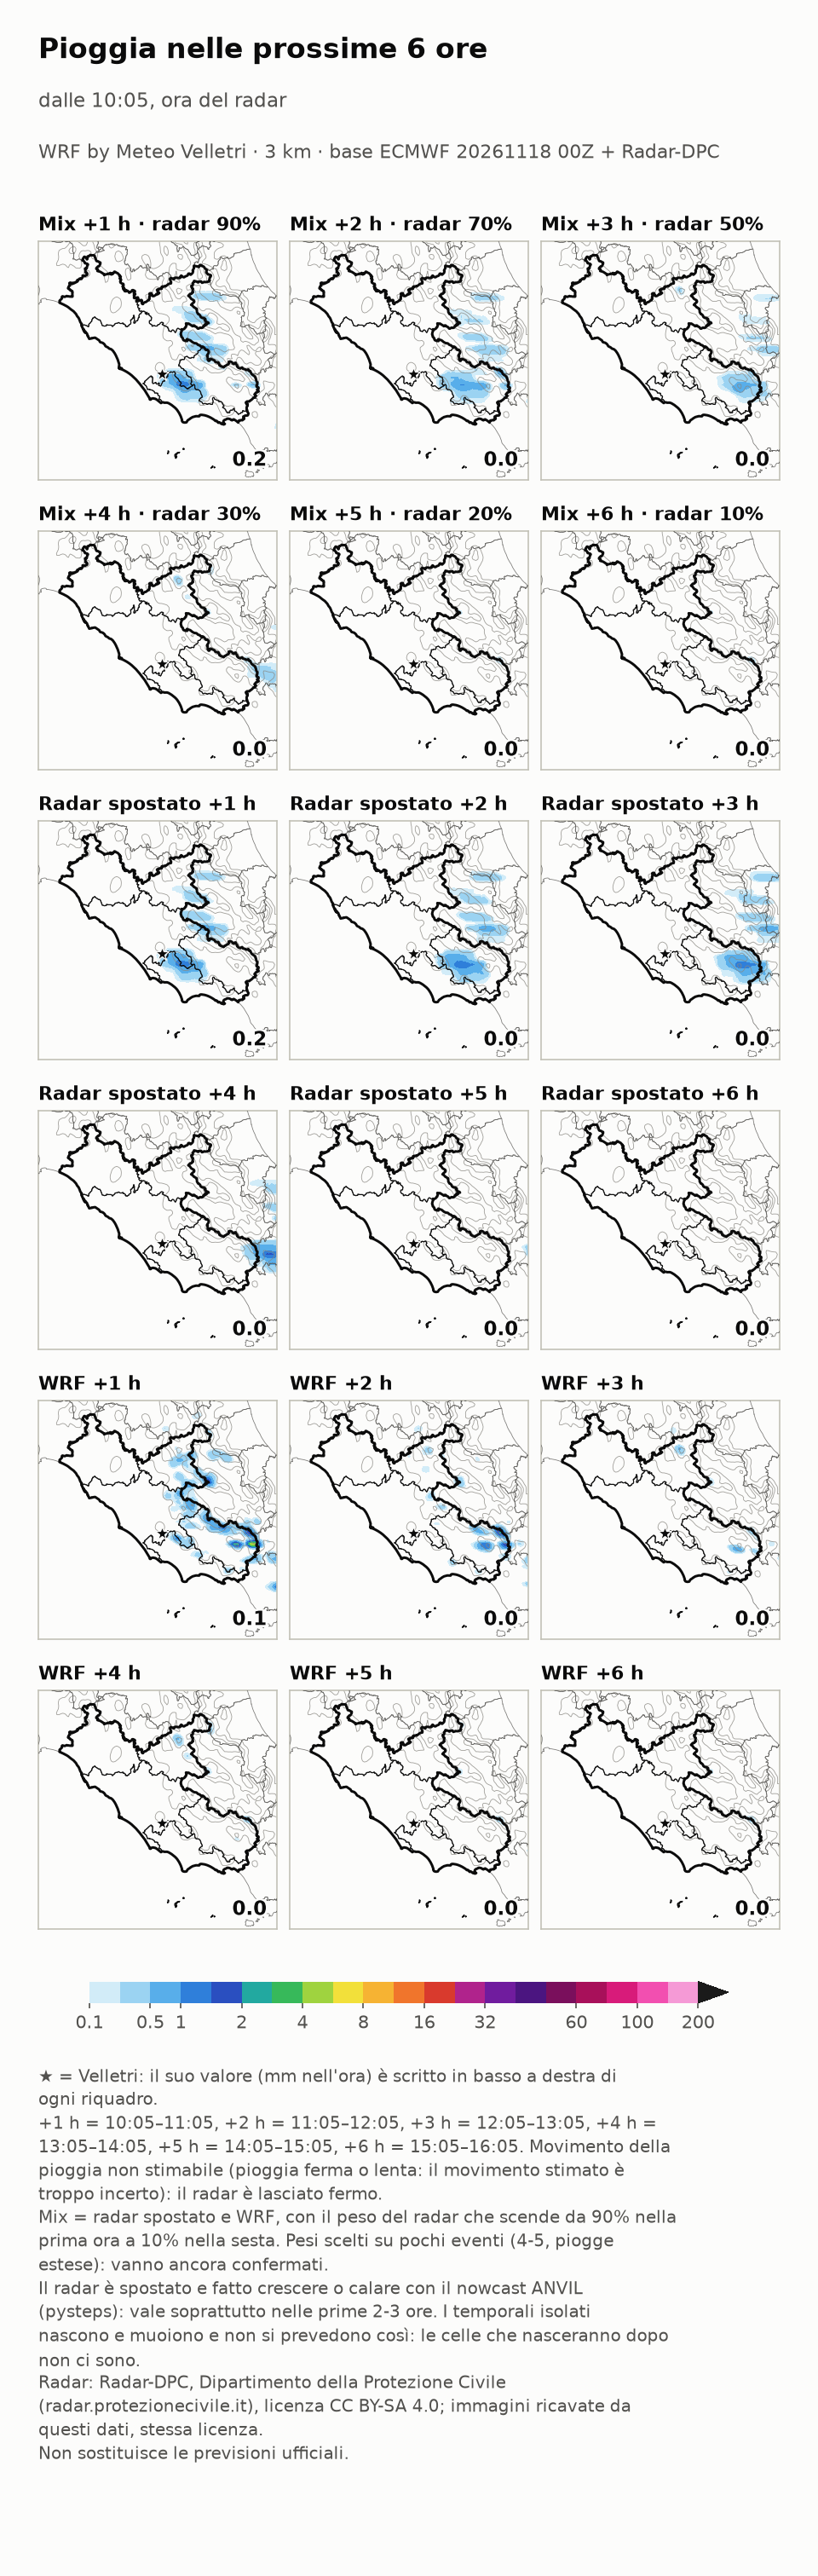 Pioggia nelle prossime 6 ore
dalle 10:05, ora del radar
WRF by Meteo Velletri · 3 km · base ECMWF 20261118 00Z + Radar-DPC
Mix +1 h · radar 90%
Mix +2 h · radar 70%
Mix +3 h · radar 50%
0.2
0.0
0.0
Mix +4 h · radar 30%
Mix +5 h · radar 20%
Mix +6 h · radar 10%
0.0
0.0
0.0
Radar spostato +1 h
Radar spostato +2 h
Radar spostato +3 h
0.2
0.0
0.0
Radar spostato +4 h
Radar spostato +5 h
Radar spostato +6 h
0.0
0.0
0.0
WRF +1 h
WRF +2 h
WRF +3 h
0.1
0.0
0.0
WRF +4 h
WRF +5 h
WRF +6 h
0.0
0.0
0.0
0.1 0.5 1 2 4 8 16 32 60 100 200
★ = Velletri: il suo valore (mm nell'ora) è scritto in basso a destra di
ogni riquadro.
+1 h = 10:05–11:05, +2 h = 11:05–12:05, +3 h = 12:05–13:05, +4 h =
13:05–14:05, +5 h = 14:05–15:05, +6 h = 15:05–16:05. Movimento della
pioggia non stimabile (pioggia ferma o lenta: il movimento stimato è
troppo incerto): il radar è lasciato fermo.
Mix = radar spostato e WRF, con il peso del radar che scende da 90% nella
prima ora a 10% nella sesta. Pesi scelti su pochi eventi (4-5, piogge
estese): vanno ancora confermati.
Il radar è spostato e fatto crescere o calare con il nowcast ANVIL
(pysteps): vale soprattutto nelle prime 2-3 ore. I temporali isolati
nascono e muoiono e non si prevedono così: le celle che nasceranno dopo
non ci sono.
Radar: Radar-DPC, Dipartimento della Protezione Civile
(radar.protezionecivile.it), licenza CC BY-SA 4.0; immagini ricavate da
questi dati, stessa licenza.
Non sostituisce le previsioni ufficiali.